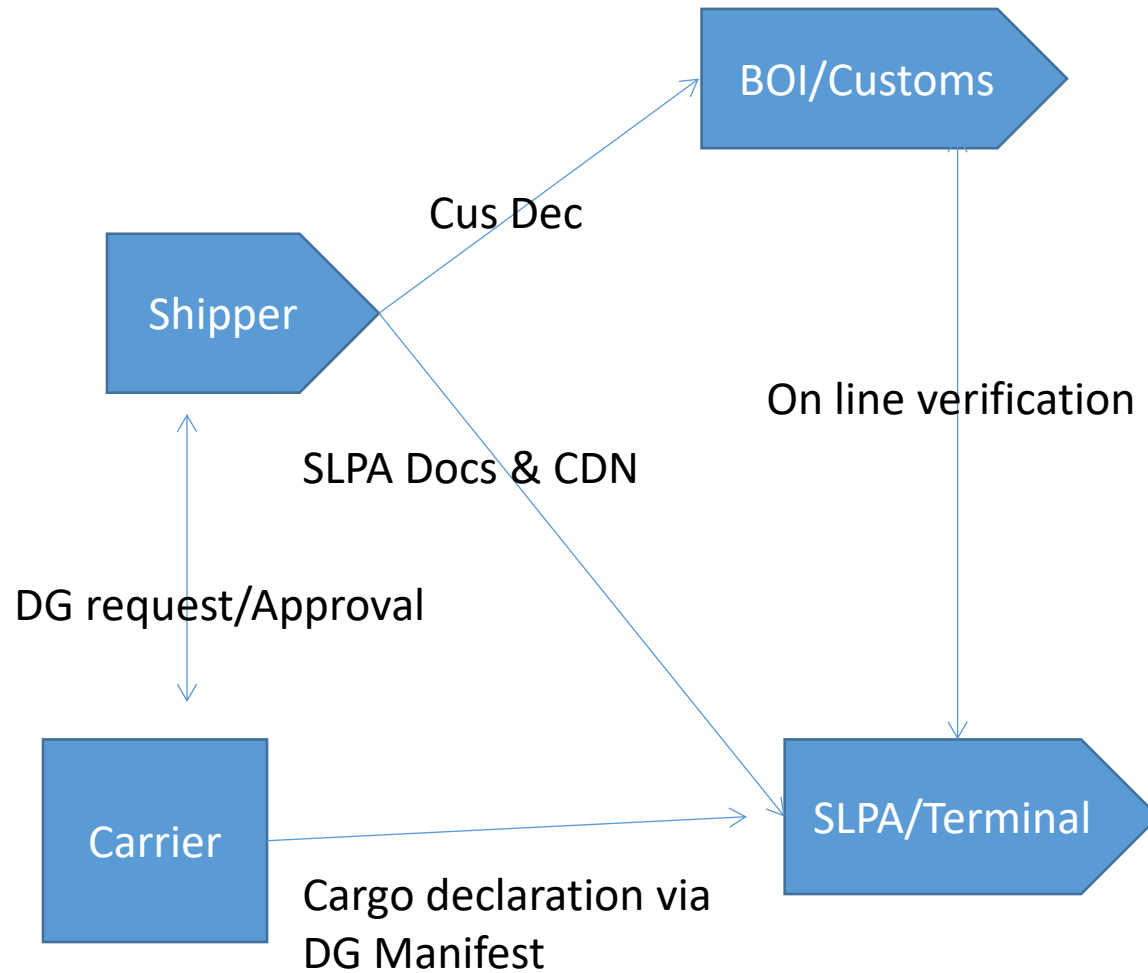 BOI/Customs
Cus Dec
Shipper
On line verification
SLPA Docs & CDN
DG request/Approval
SLPA/Terminal
Carrier
Cargo declaration via
DG Manifest